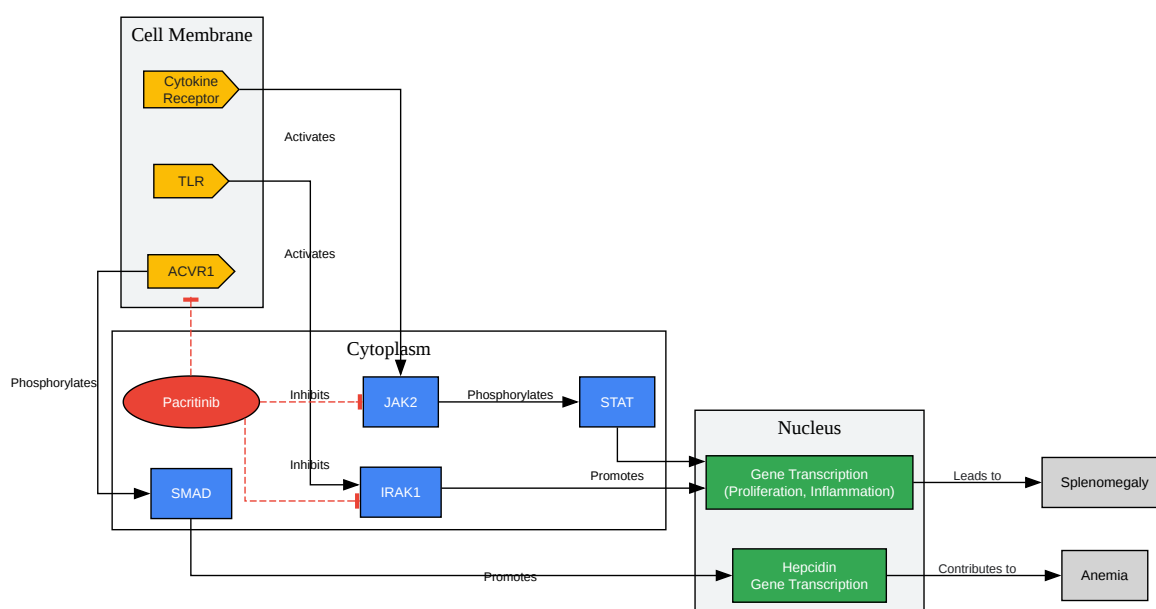 Cell Membrane
Cytokine
Receptor
Activates
TLR
Activates
ACVR1
Cytoplasm
Phosphorylates
Pacritinib
Inhibits
JAK2
Phosphorylates
STAT
Nucleus
Inhibits
SMAD
IRAK1
Promotes
Gene Transcription
(Proliferation, Inflammation)
Leads to
Splenomegaly
Promotes
Hepcidin
Gene Transcription
Contributes to
Anemia